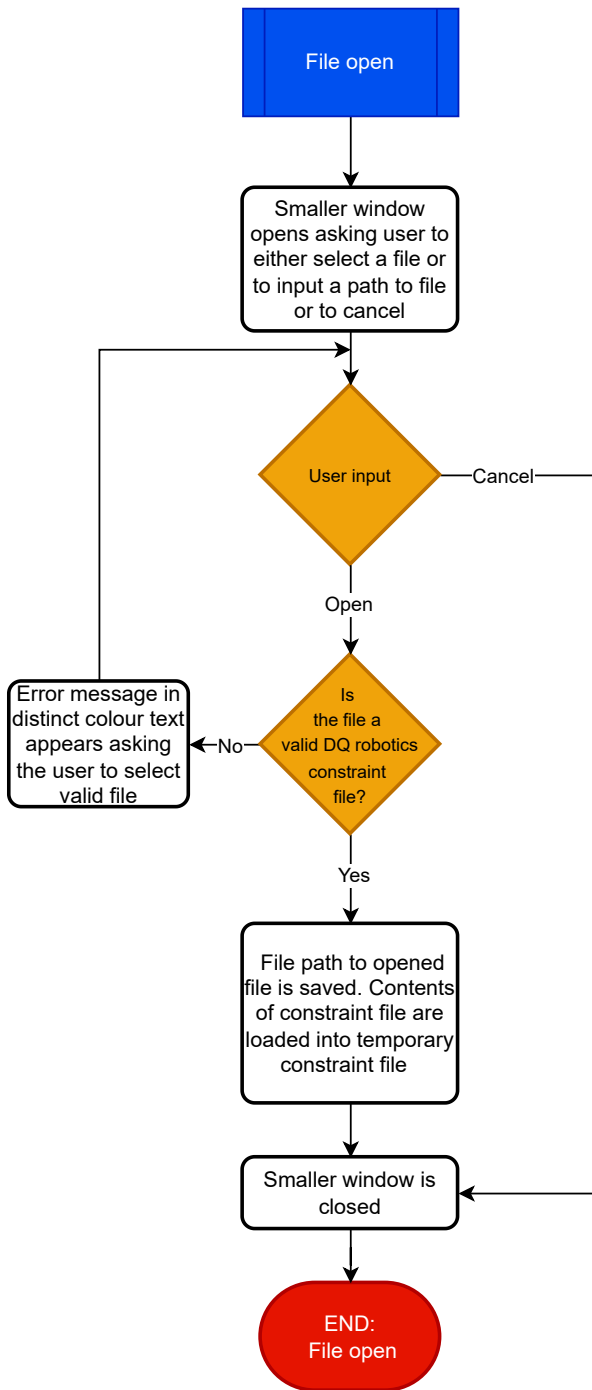 File open
Smaller window
opens asking user to
either select a file or
to input a path to file
or to cancel
User input
Cancel
Open
Is
the file a
valid DQ robotics
constraint
file?
No
Error message in
distinct colour text
appears asking
the user to select
valid file
Yes
File path to opened
file is saved. Contents
of constraint file are
loaded into temporary
constraint file
Smaller window is
closed
END:
File open